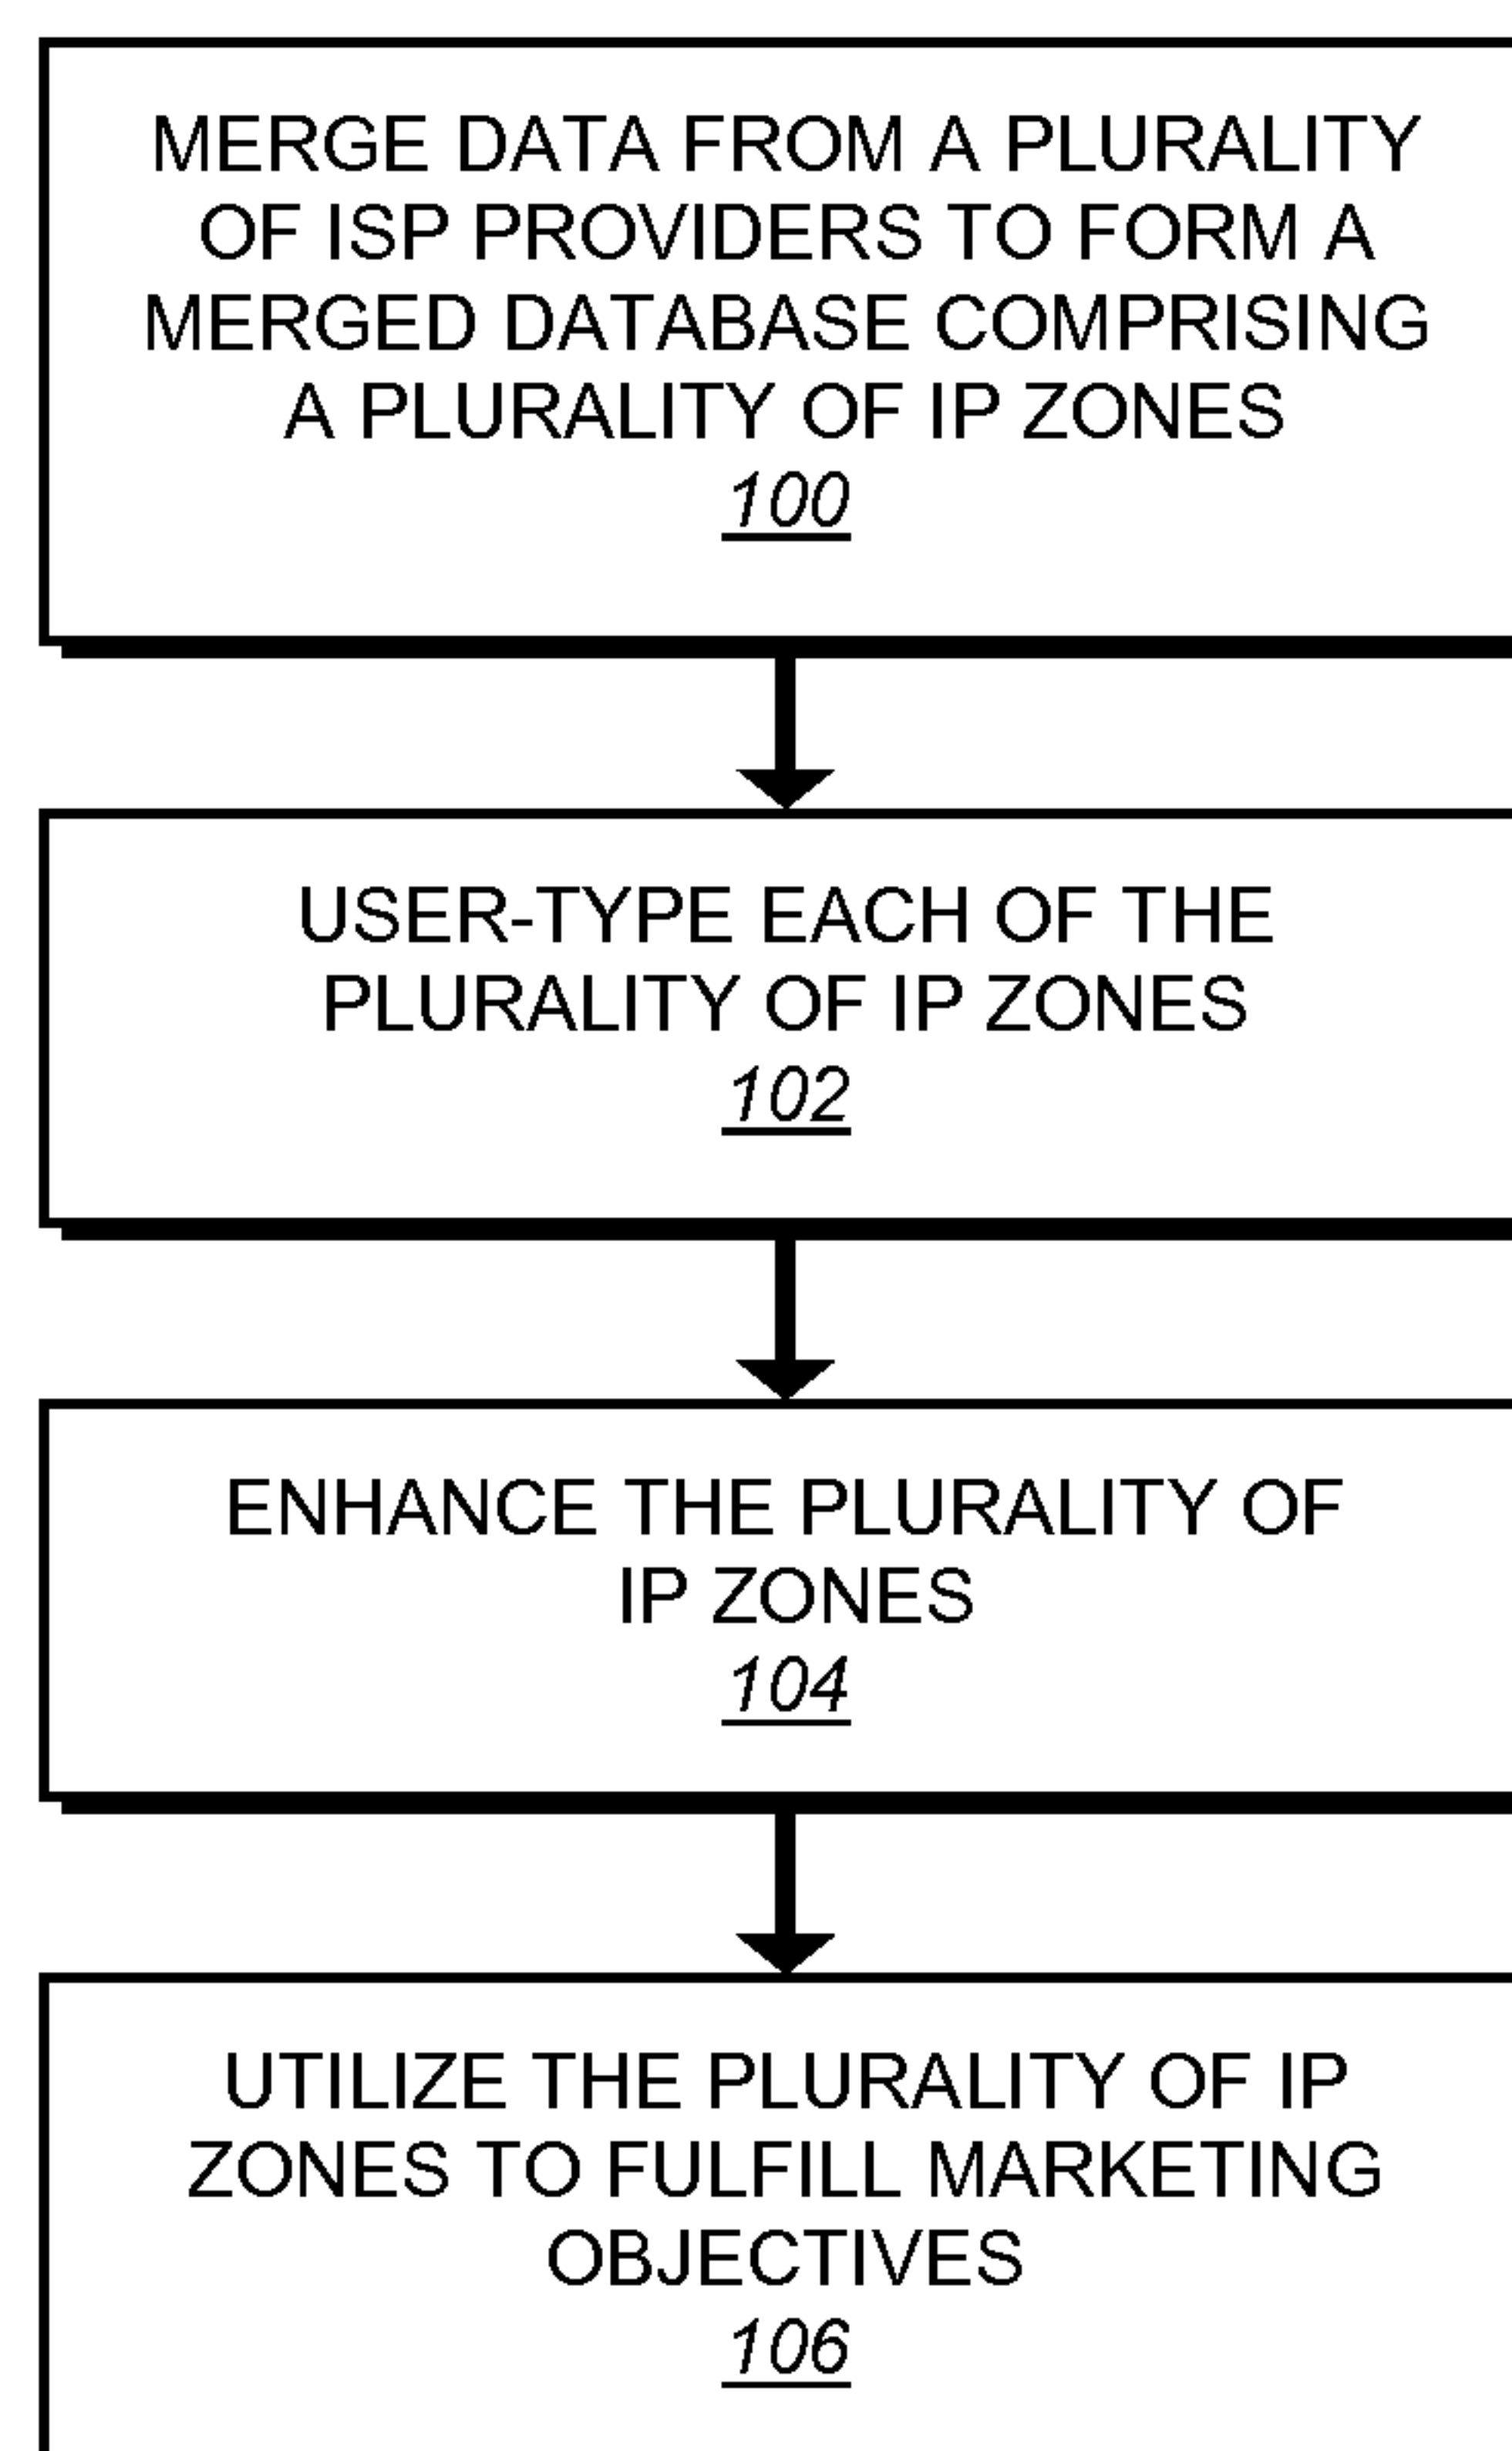 MERGE DATA FROM A PLURALITY
OF ISP PROVIDERS TO FORM A
MERGED DATABASE COMPRISING
A PLURALITY OF IP ZONES
100
USER-TYPE EACH OF THE
PLURALITY OF IP ZONES
102
ENHANCE THE PLURALITY OF
IP ZONES
104
UTILIZE THE PLURALITY OF IP
ZONES TO FULFILL MARKETING
OBJECTIVES
106